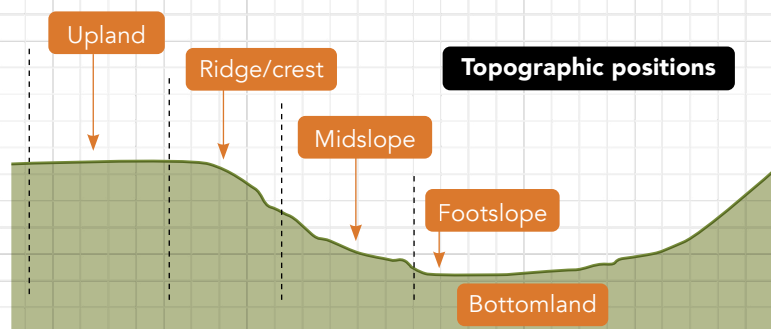 Upland
Ridge/crest
Topographic positions
Midslope
Footslope
Bottomland